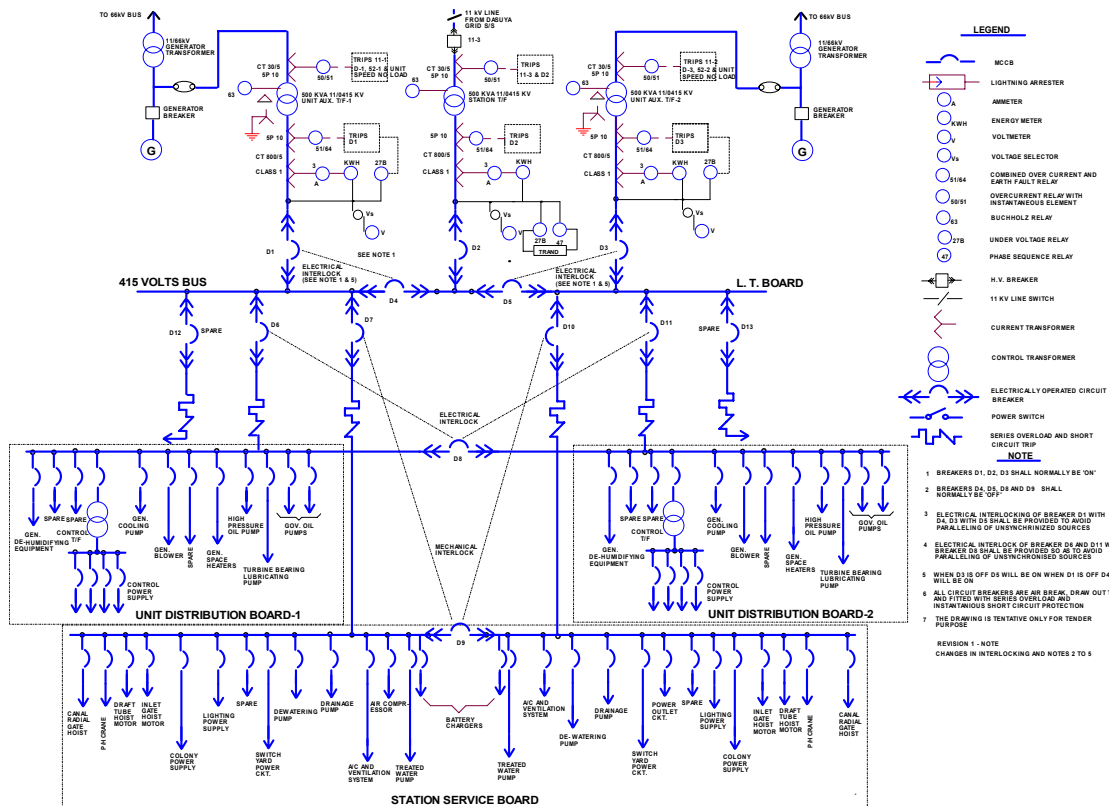 TO 66kV BUS
11/66kV
GENERATOR
TRANSFORMER
GENERATOR
BREAKER
G
CT 30/5
5P 10
50/51
TRIPS 11-1
D-1, 52-1 & UNIT
SPEED NO LOAD
63
500 KVA 11/0415 KV
UNIT AUX. T/F-1
5P 10
51/64
TRIPS
D1
CT 800/5
CLASS 1
3
A
KWH
27B
Vs
V
D1
SEE NOTE 1
ELECTRICAL
INTERLOCK
(SEE NOTE 1 & 5)
11 kV LINE
FROM DASUYA
GRID S/S
11-3
CT 30/5
5P 10
50/51
TRIPS
11-3 & D2
63
500 KVA 11/0415 KV
STATION T/F
5P 10
51/64
TRIPS
D2
CT 800/5
CLASS 1
3
A
KWH
Vs
V
27B
47
TRAND
D2
TO 66kV BUS
11/66kV
GENERATOR
TRANSFORMER
GENERATOR
BREAKER
G
CT 30/5
5P 10
50/51
TRIPS 11-2
D-3, 52-2 & UNIT
SPEED NO LOAD
63
500 KVA 11/0415 KV
UNIT AUX. T/F-2
5P 10
51/64
TRIPS
D3
CT 800/5
CLASS 1
3
A
KWH
27B
Vs
V
D3
ELECTRICAL
INTERLOCK
(SEE NOTE 1 & 5)
415 VOLTS BUS
D4
D5
L. T. BOARD
D12
SPARE
D6
D7
D10
D11
SPARE
D13
ELECTRICAL
INTERLOCK
D8
MECHANICAL
INTERLOCK
GEN.
DE-HUMIDFYING
EQUIPMENT
SPARE
SPARE
CONTROL
T/F
CONTROL
POWER
SUPPLY
GEN.
COOLING
PUMP
GEN.
BLOWER
SPARE
GEN.
SPACE
HEATERS
HIGH
PRESSURE
OIL PUMP
TURBINE BEARING
LUBRICATING
PUMP
GOV. OIL
PUMPS
UNIT DISTRIBUTION BOARD-1
GEN.
DE-HUMIDFYING
EQUIPMENT
SPARE
SPARE
CONTROL
T/F
CONTROL
POWER
SUPPLY
GEN.
COOLING
PUMP
GEN.
BLOWER
SPARE
GEN.
SPACE
HEATERS
HIGH
PRESSURE
OIL PUMP
TURBINE BEARING
LUBRICATING
PUMP
GOV. OIL
PUMPS
UNIT DISTRIBUTION BOARD-2
D9
CANAL
RADIAL
GATE
HOIST
P-H CRANE
DRAFT
TUBE
HOIST
MOTOR
INLET
GATE
HOIST
MOTOR
COLONY
POWER
SUPPLY
LIGHTING
POWER
SUPPLY
SPARE
SWITCH
YARD
POWER
CKT.
DEWATERING
PUMP
DRAINAGE
PUMP
A/C AND
VENTILATION
SYSTEM
AIR COMPR-
ESSOR
TREATED
WATER
PUMP
BATTERY
CHARGERS
TREATED
WATER
PUMP
A/C AND
VENTILATION
SYSTEM
DE-WATERING
PUMP
DRAINAGE
PUMP
POWER
OUTLET
CKT.
SWITCH
YARD
POWER
CKT.
SPARE
LIGHTING
POWER
SUPPLY
COLONY
POWER
SUPPLY
INLET
GATE
HOIST
MOTOR
DRAFT
TUBE
HOIST
MOTOR
P-H CRANE
CANAL
RADIAL
GATE
HOIST
STATION SERVICE BOARD
LEGEND
MCCB
LIGHTNING ARRESTER
A AMMETER
KWH ENERGY METER
V VOLTMETER
Vs VOLTAGE SELECTOR
51/64 COMBINED OVER CURRENT AND
EARTH FAULT RELAY
50/51 OVERCURRENT RELAY WITH
INSTANTANEOUS ELEMENT
63 BUCHHOLZ RELAY
27B UNDER VOLTAGE RELAY
47 PHASE SEQUENCE RELAY
H.V. BREAKER
11 KV LINE SWITCH
CURRENT TRANSFORMER
CONTROL TRANSFORMER
ELECTRICALLY OPERATED CIRCUIT
BREAKER
POWER SWITCH
SERIES OVERLOAD AND SHORT
CIRCUIT TRIP
NOTE
1 BREAKERS D1, D2, D3 SHALL NORMALLY BE 'ON'
2 BREAKERS D4, D5, D8 AND D9 SHALL
NORMALLY BE 'OFF'
3 ELECTRICAL INTERLOCKING OF BREAKER D1 WITH
D4, D3 WITH D5 SHALL BE PROVIDED TO AVOID
PARALLELING OF UNSYNCHRINIZED SOURCES
4 ELECTRICAL INTERLOCK OF BREAKER D6 AND D11 W
BREAKER D8 SHALL BE PROVIDED SO AS TO AVOID
PARALLELING OF UNSYNCHRONISED SOURCES
5 WHEN D3 IS OFF D5 WILL BE ON WHEN D1 IS OFF D4
WILL BE ON
6 ALL CIRCUIT BREAKERS ARE AIR BREAK, DRAW OUT T
AND FITTED WITH SERIES OVERLOAD AND
INSTANTANIOUS SHORT CIRCUIT PROTECTION
7 THE DRAWING IS TENTATIVE ONLY FOR TENDER
PURPOSE
REVISION 1 - NOTE
CHANGES IN INTERLOCKING AND NOTES 2 TO 5